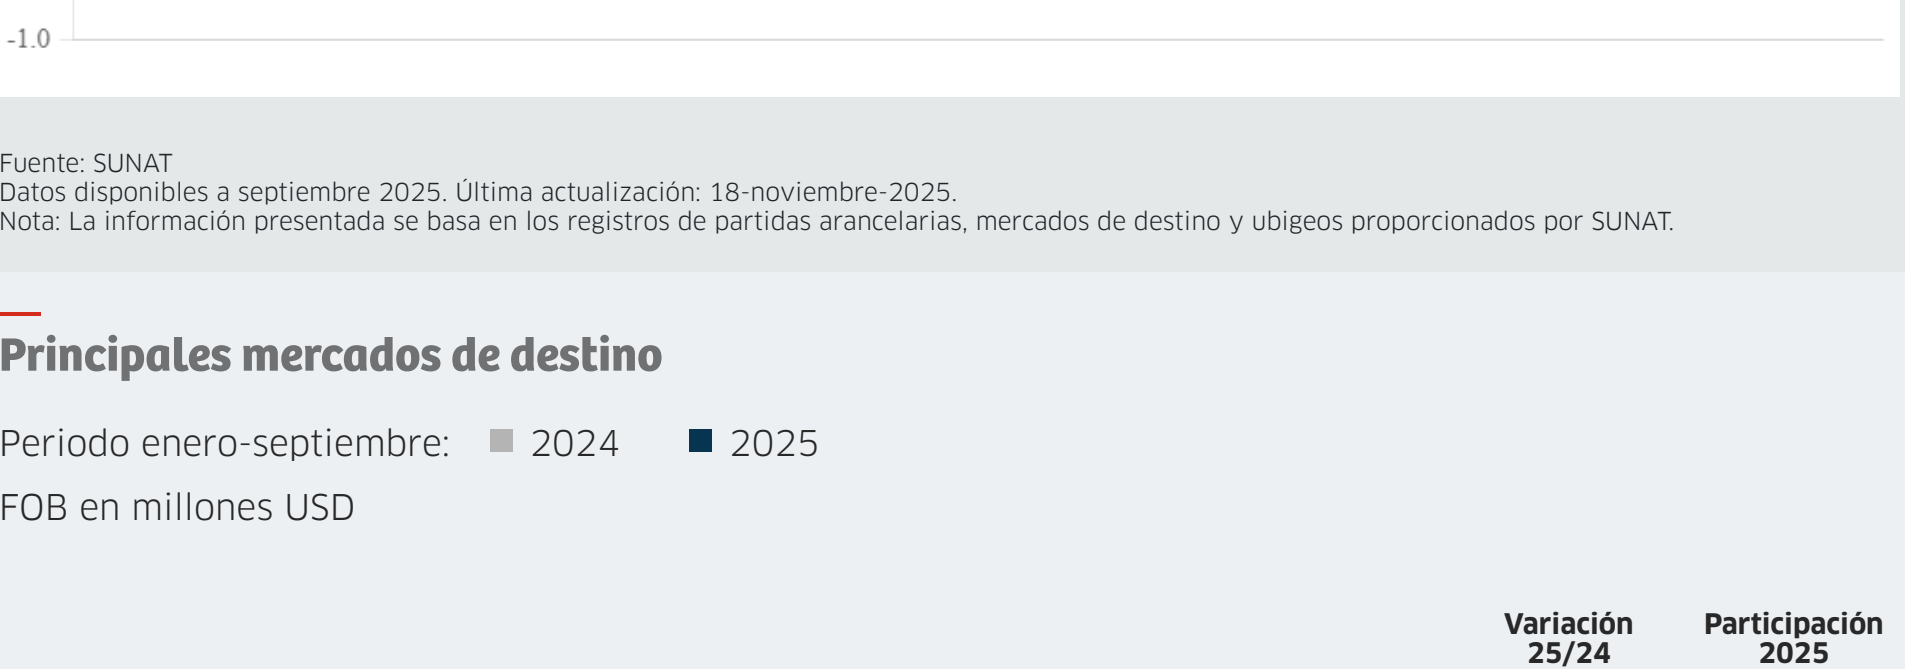 -1.0
Fuente: SUNAT
Datos disponibles a septiembre 2025. Última actualización: 18-noviembre-2025.
Nota: La información presentada se basa en los registros de partidas arancelarias, mercados de destino y ubigeos proporcionados por SUNAT.
Principales mercados de destino
Periodo enero-septiembre: 2024 2025
FOB en millones USD
Variación Participación
25/24 2025